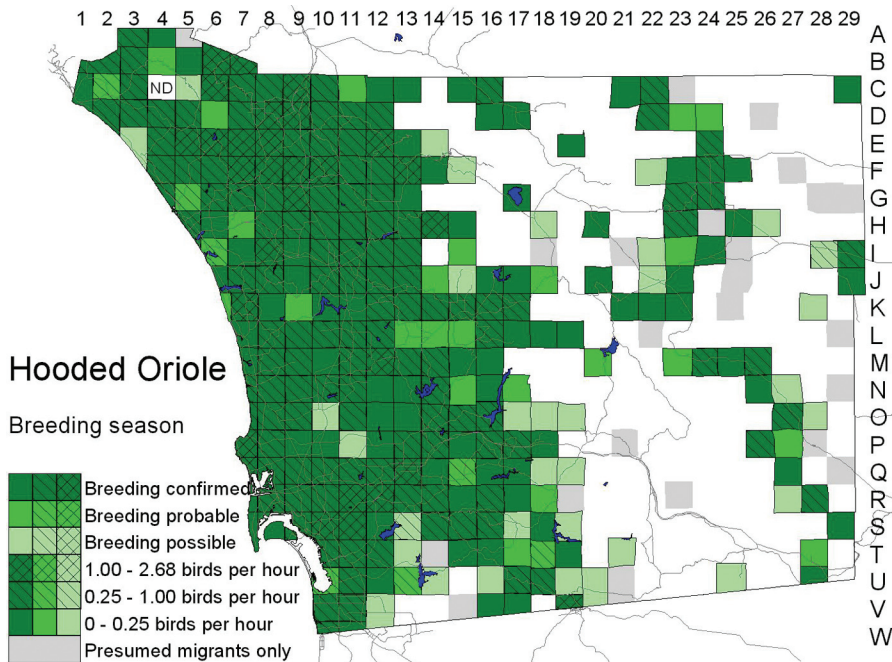 1 2 3 4 5 6 7 8 9 10 11 12 13 14 15 16 17 18 19 20 21 22 23 24 25 26 27 28 29
A
B
C
ND
D
E
F
G
H
I
J
K
L
M
N
O
P
Q
R
S
T
U
V
W
Hooded Oriole
Breeding season
Breeding confirmed
Breeding probable
Breeding possible
1.00 - 2.68 birds per hour
0.25 - 1.00 birds per hour
0 - 0.25 birds per hour
Presumed migrants only